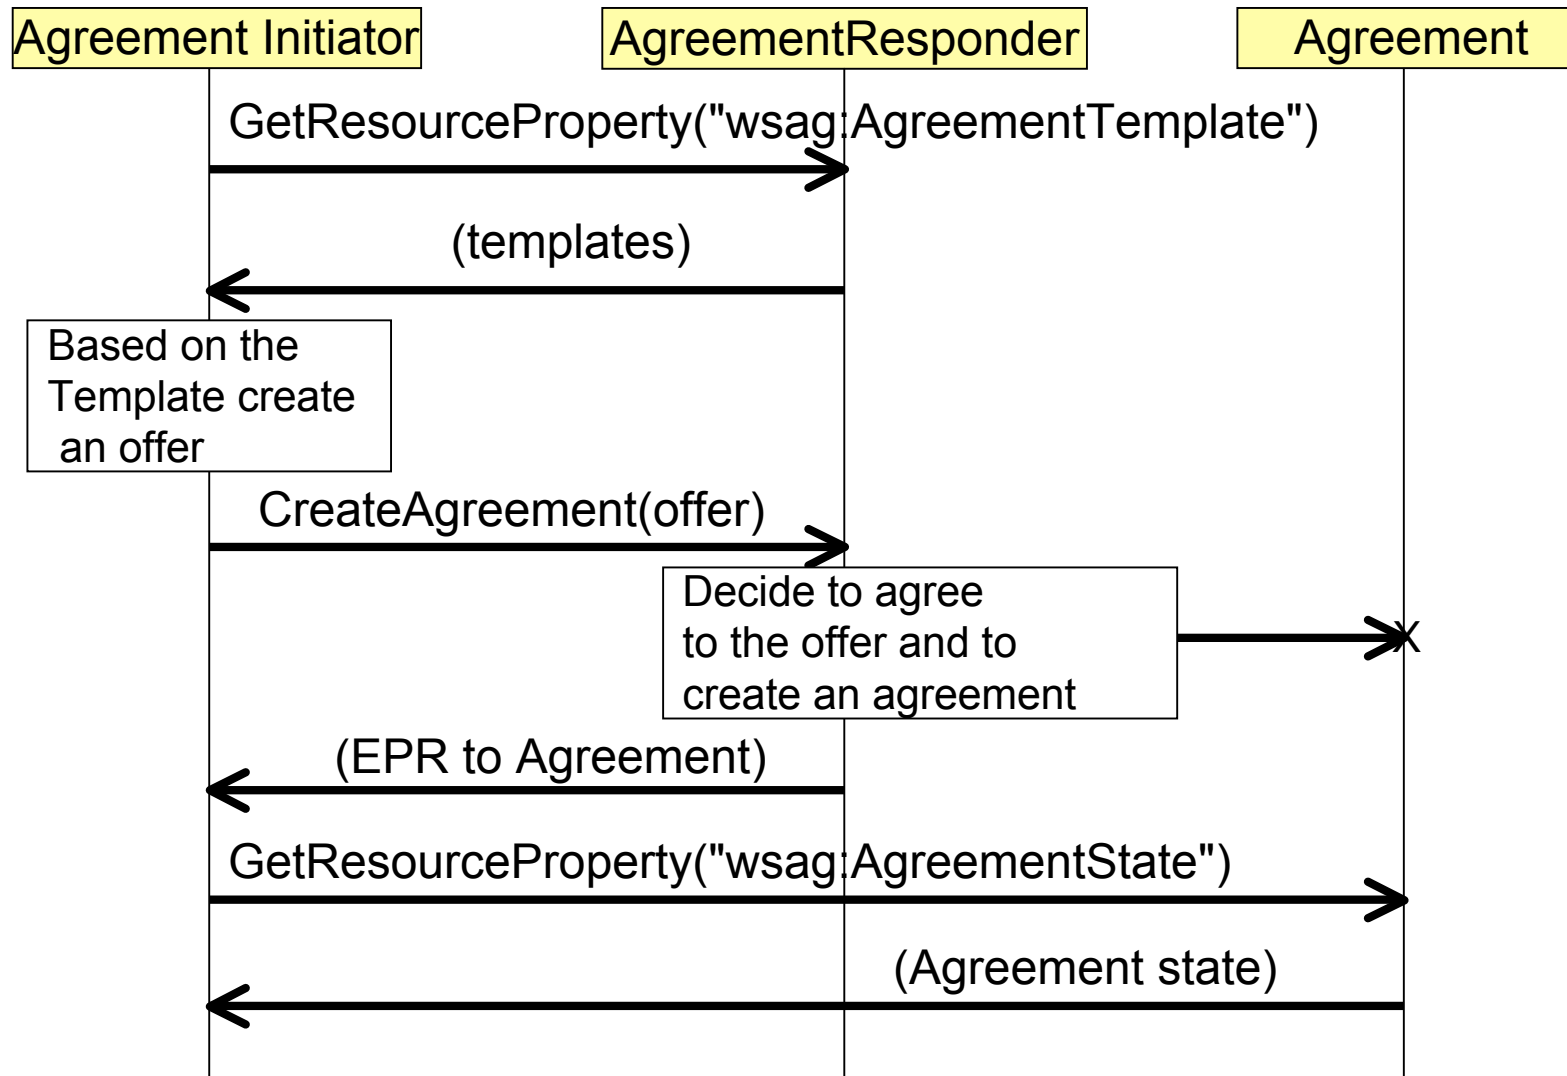 Agreement Initiator
AgreementResponder
Agreement
GetResourceProperty("wsag:AgreementTemplate")
(templates)
Based on the
Template create
an offer
CreateAgreement(offer)
Decide to agree
to the offer and to
create an agreement
X
(EPR to Agreement)
GetResourceProperty("wsag:AgreementState")
(Agreement state)